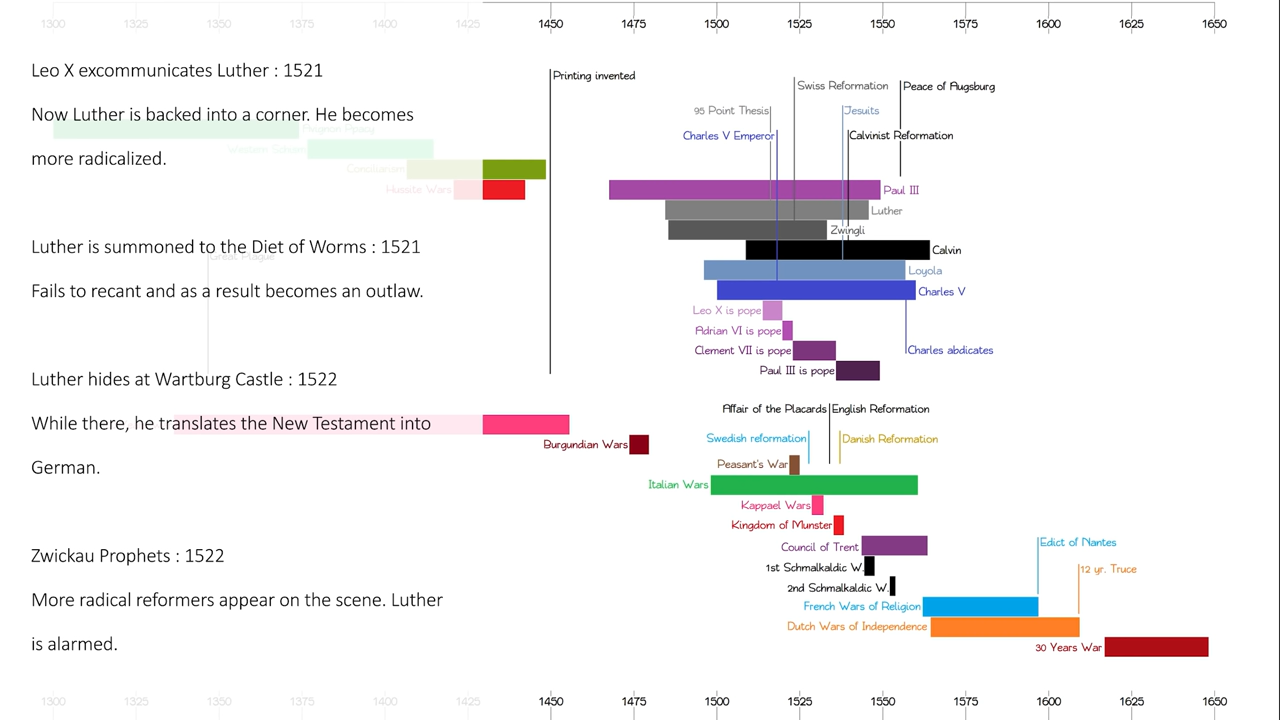 1300 1325 1350 1375 1400 1425 1450 1475 1500 1525 1550 1575 1600 1625 1650
Leo X excommunicates Luther : 1521
Now Luther is backed into a corner. He becomes
more radicalized.
Luther is summoned to the Diet of Worms : 1521
Fails to recant and as a result becomes an outlaw.
Luther hides at Wartburg Castle : 1522
While there, he translates the New Testament into
German.
Zwickau Prophets : 1522
More radical reformers appear on the scene. Luther
is alarmed.
Western Scism
Conciliarism
Hussite Wars
Great Plague
Printing invented
Swiss Reformation
Peace of Augsburg
95 Point Thesis
Jesuits
Charles V Emperor
Calvinist Reformation
Paul III
Luther
Zwingli
Calvin
Loyola
Charles V
Leo X is pope
Adrian VI is pope
Clement VII is pope
Charles abdicates
Paul III is pope
Affair of the Placards
English Reformation
Swedish reformation
Danish Reformation
Burgundian Wars
Peasant's War
Italian Wars
Kappael Wars
Kingdom of Munster
Council of Trent
Edict of Nantes
1st Schmalkaldic W.
12 yr. Truce
2nd Schmalkaldic W.
French Wars of Religion
Dutch Wars of Independence
30 Years War
1300 1325 1350 1375 1400 1425 1450 1475 1500 1525 1550 1575 1600 1625 1650